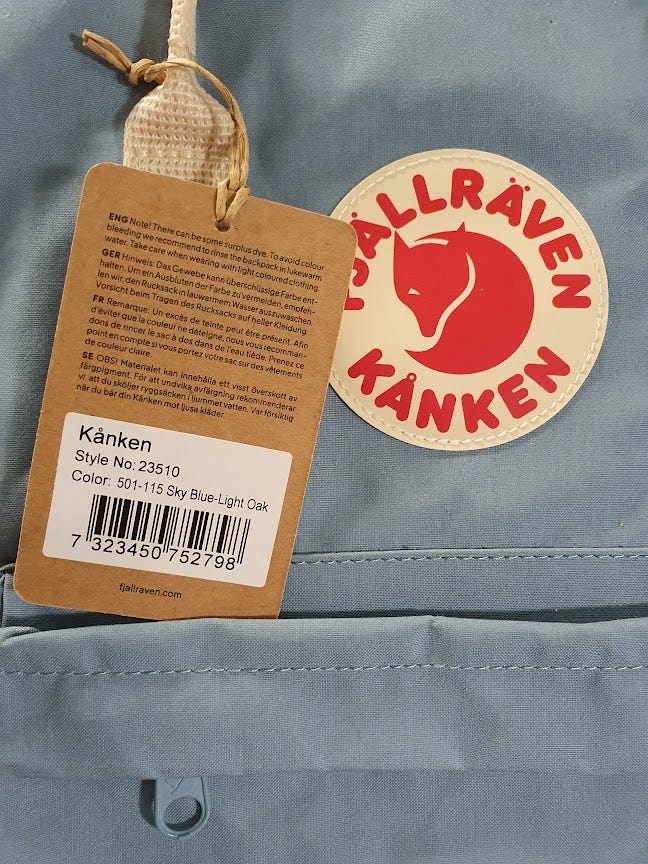 ENG Note! There can be some surplus dye. To avoid colour
bleeding we recommend to rinse the backpack in lukewarm
water. Take care when wearing with light coloured clothing.
GER Hinweis: Das Gewebe kann überschüssige Farbe ent-
halten. Um ein Ausbluten der Farbe zu vermeiden, empfeh-
len wir, den Rucksack in lauwarmem Wasser auszuwaschen.
Vorsicht beim Tragen des Rucksacks auf heller Kleidung.
FR Remarque: Un excès de teinte peut être présent. Afin
d'éviter que la couleur ne déteigne, nous vous recomman-
dons de rincer le sac à dos dans de l'eau tiède. Prenez ce
point en compte si vous portez votre sac sur des vêtements
de couleur claire.
SE OBS! Materialet kan innehålla ett visst överskott av
färgpigment. För att undvika avfärgning rekommenderar
vi att du sköljer ryggsäcken i ljummet vatten. Var försiktig
när du bär din Kånken mot ljusa kläder.
Kånken
Style No: 23510
Color: 501-115 Sky Blue-Light Oak
7 323450 752798
fjallraven.com
FJÄLLRÄVEN
KÅNKEN